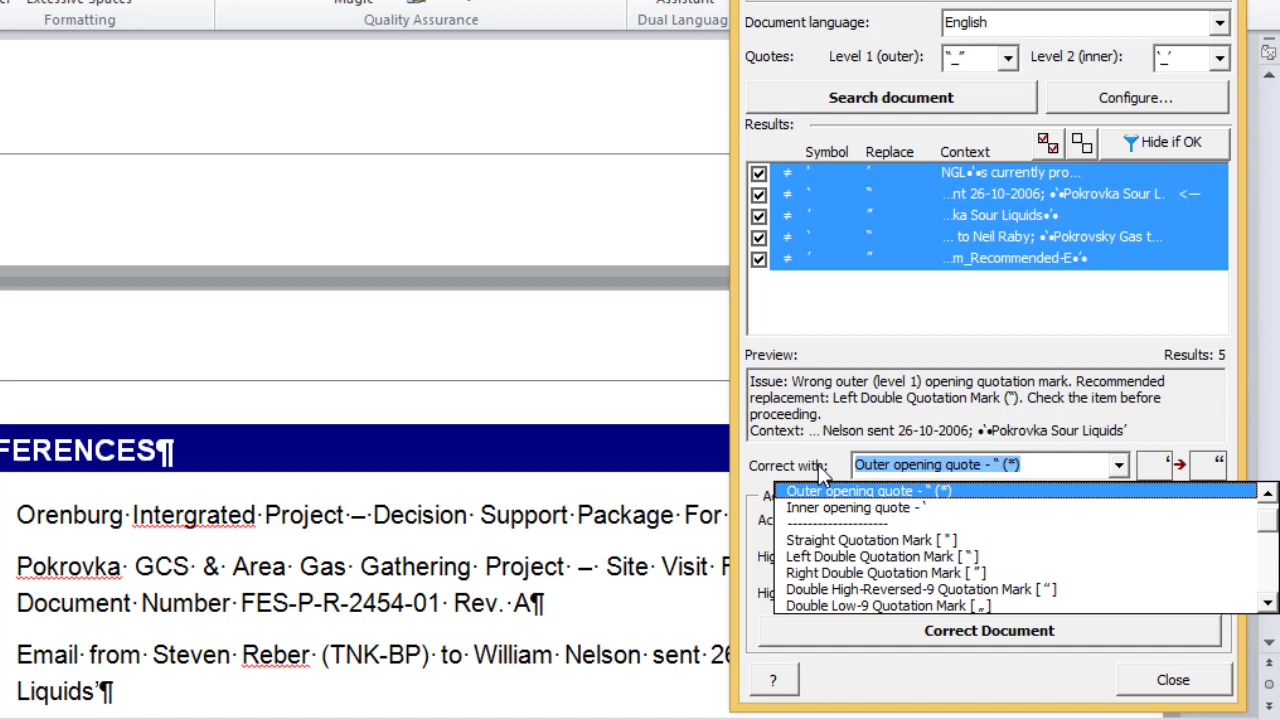 Excessive Spaces
Magic
Assistant
Formatting
Quality Assurance
Dual Languag
Document language:
English
Quotes:
Level 1 (outer):
“_”
Level 2 (inner):
‘_’
Search document
Configure...
Results:
Hide if OK
Symbol Replace Context
≠ ‘ ’ NGL•‘•s currently pro...
≠ ‘ “ ...nt 26-10-2006; •‘•Pokrovka Sour L. <—
≠ ’ ” ...ka Sour Liquids•’•
≠ ‘ “ ... to Neil Raby; •‘•Pokrovsky Gas t...
≠ ’ ” ...m_Recommended-E•’•
Preview:
Results: 5
Issue: Wrong outer (level 1) opening quotation mark. Recommended
replacement: Left Double Quotation Mark (“). Check the item before
proceeding.
Context: ... Nelson sent 26-10-2006; •‘•Pokrovka Sour Liquids’
Correct with:
Outer opening quote - “ (*)
‘ “
Outer opening quote - “ (*)
Inner opening quote - ‘
--------------------
Straight Quotation Mark [ " ]
Left Double Quotation Mark [ “ ]
Right Double Quotation Mark [ ” ]
Double High-Reversed-9 Quotation Mark [ ‟ ]
Double Low-9 Quotation Mark [ „ ]
Correct Document
?
Close
FERENCES¶
Orenburg·Intergrated·Project·–·Decision·Support·Package·For·
Pokrovka· GCS· &· Area· Gas· Gathering· Project· –· Site· Visit·
Document·Number·FES-P-R-2454-01·Rev.·A¶
Email·from·Steven·Reber·(TNK-BP)·to·William·Nelson·sent·26
Liquids’¶